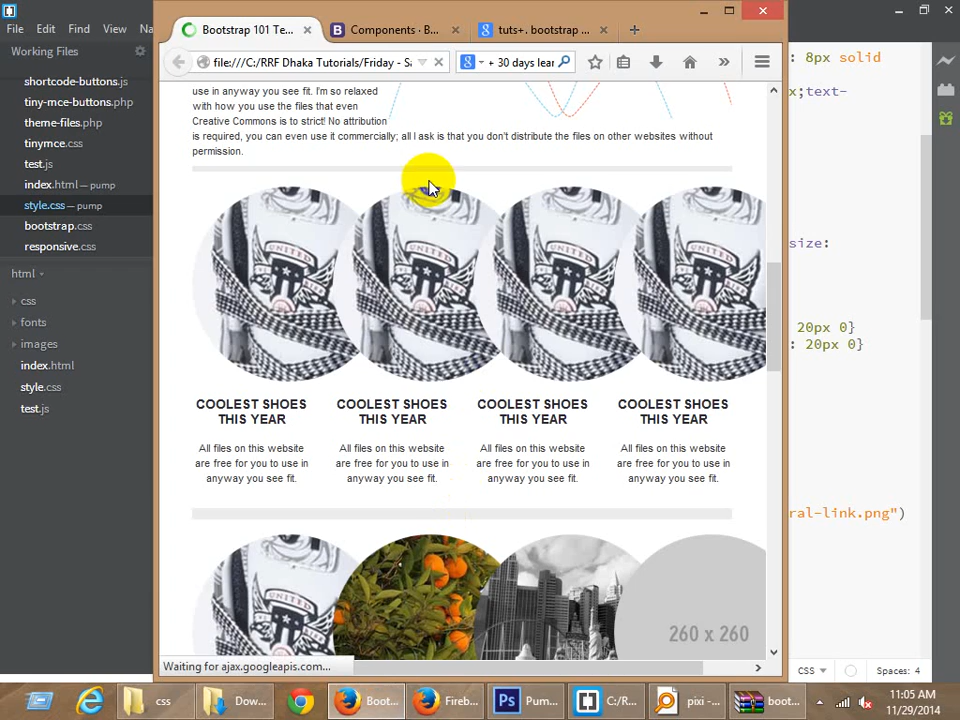 File Edit Find View Na
Working Files
shortcode-buttons.js
tiny-mce-buttons.php
theme-files.php
tinymce.css
test.js
index.html — pump
style.css — pump
bootstrap.css
responsive.css
html
css
fonts
images
index.html
style.css
test.js
Bootstrap 101 Te...
Components · B...
tuts+. bootstrap ...
file:///C:/RRF Dhaka Tutorials/Friday - Sa
+ 30 days lear
use in anyway you see fit. I'm so relaxed
with how you use the files that even
Creative Commons is to strict! No attribution
is required, you can even use it commercially; all I ask is that you don't distribute the files on other websites without
permission.
UNITED UNITED UNITED UNITED
COOLEST SHOES THIS YEAR
All files on this website
are free for you to use in
anyway you see fit.
COOLEST SHOES THIS YEAR
All files on this website
are free for you to use in
anyway you see fit.
COOLEST SHOES THIS YEAR
All files on this website
are free for you to use in
anyway you see fit.
COOLEST SHOES THIS YEAR
All files on this website
are free for you to use in
anyway you see fit.
UNITED
260 x 260
Waiting for ajax.googleapis.com...
: 8px solid
x;text-
size:
20px 0}
: 20px 0}
ral-link.png")
CSS
Spaces: 4
css
Dow...
Boot...
Fireb...
Pum...
C:/R...
pixi -...
boot...
11:05 AM
11/29/2014